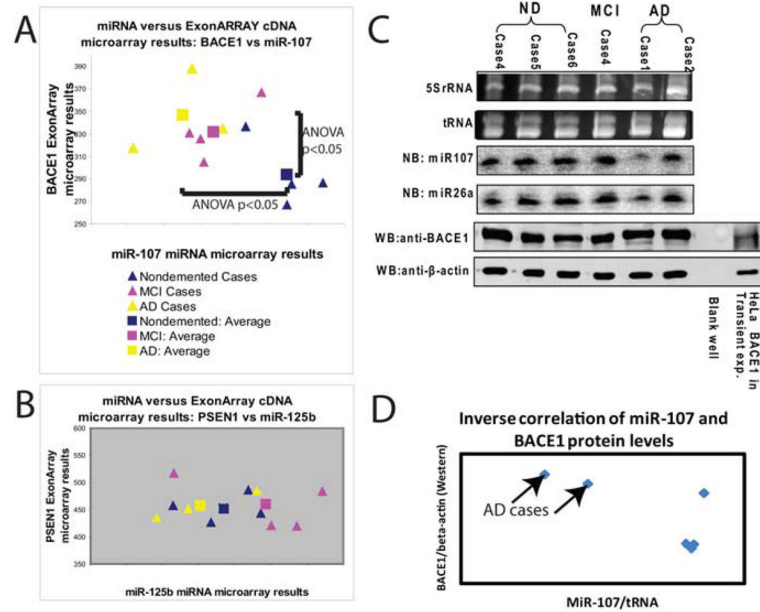 A
miRNA versus ExonARRAY cDNA
microarray results: BACE1 vs miR-107
BACE1 ExonArray
microarray results
390
370
350
330
310
290
270
250
ANOVA
p<0.05
ANOVA p<0.05
miR-107 miRNA microarray results
Nondemented Cases
MCI Cases
AD Cases
Nondemented: Average
MCI: Average
AD: Average
B
miRNA versus ExonArray cDNA
microarray results: PSEN1 vs miR-125b
PSEN1 ExonArray
microarray results
600
550
500
450
400
350
miR-125b miRNA microarray results
C
ND
MCI
AD
Case4
Case5
Case6
Case4
Case1
Case2
5SrRNA
tRNA
NB: miR107
NB: miR26a
WB:anti-BACE1
WB:anti-β-actin
Blank well
HeLa BACE1 in
Transient exp.
D
Inverse correlation of miR-107 and
BACE1 protein levels
BACE1/beta-actin (Western)
AD cases
MiR-107/tRNA